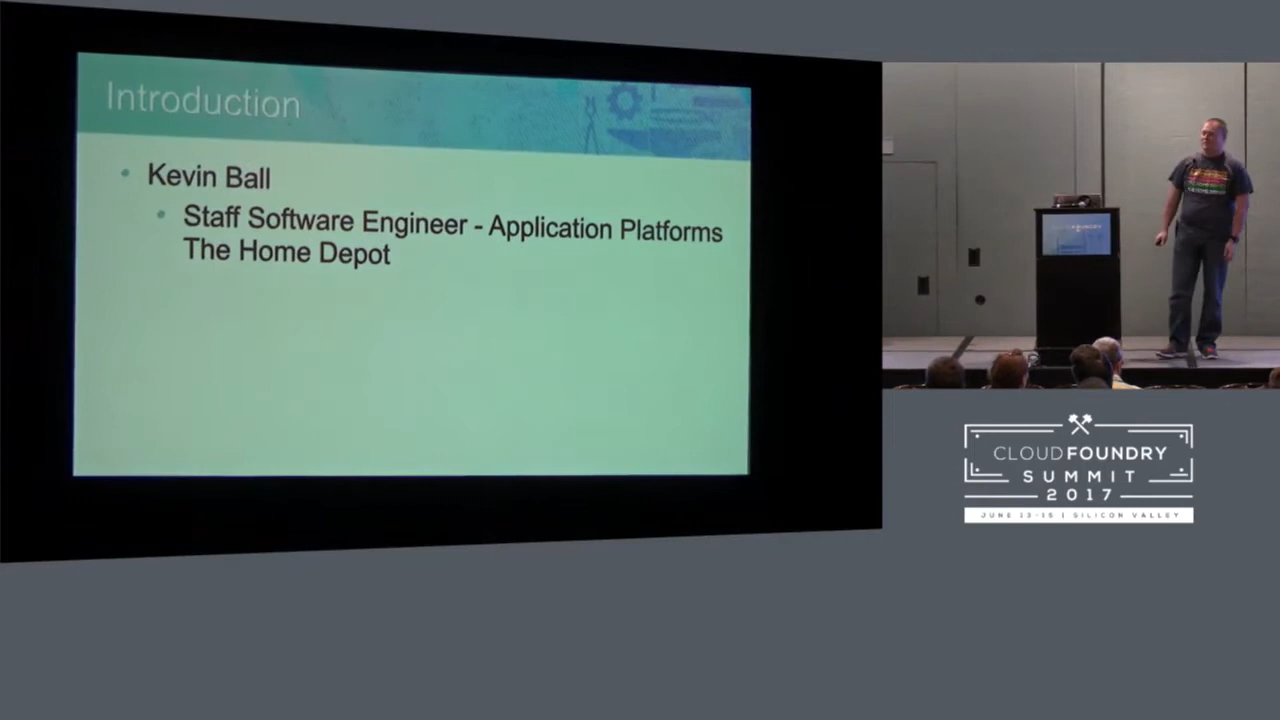 Introduction
Kevin Ball
Staff Software Engineer - Application Platforms
The Home Depot
FOUNDRY
CLOUDFOUNDRY
SUMMIT
2017
JUNE 13-15 | SILICON VALLEY